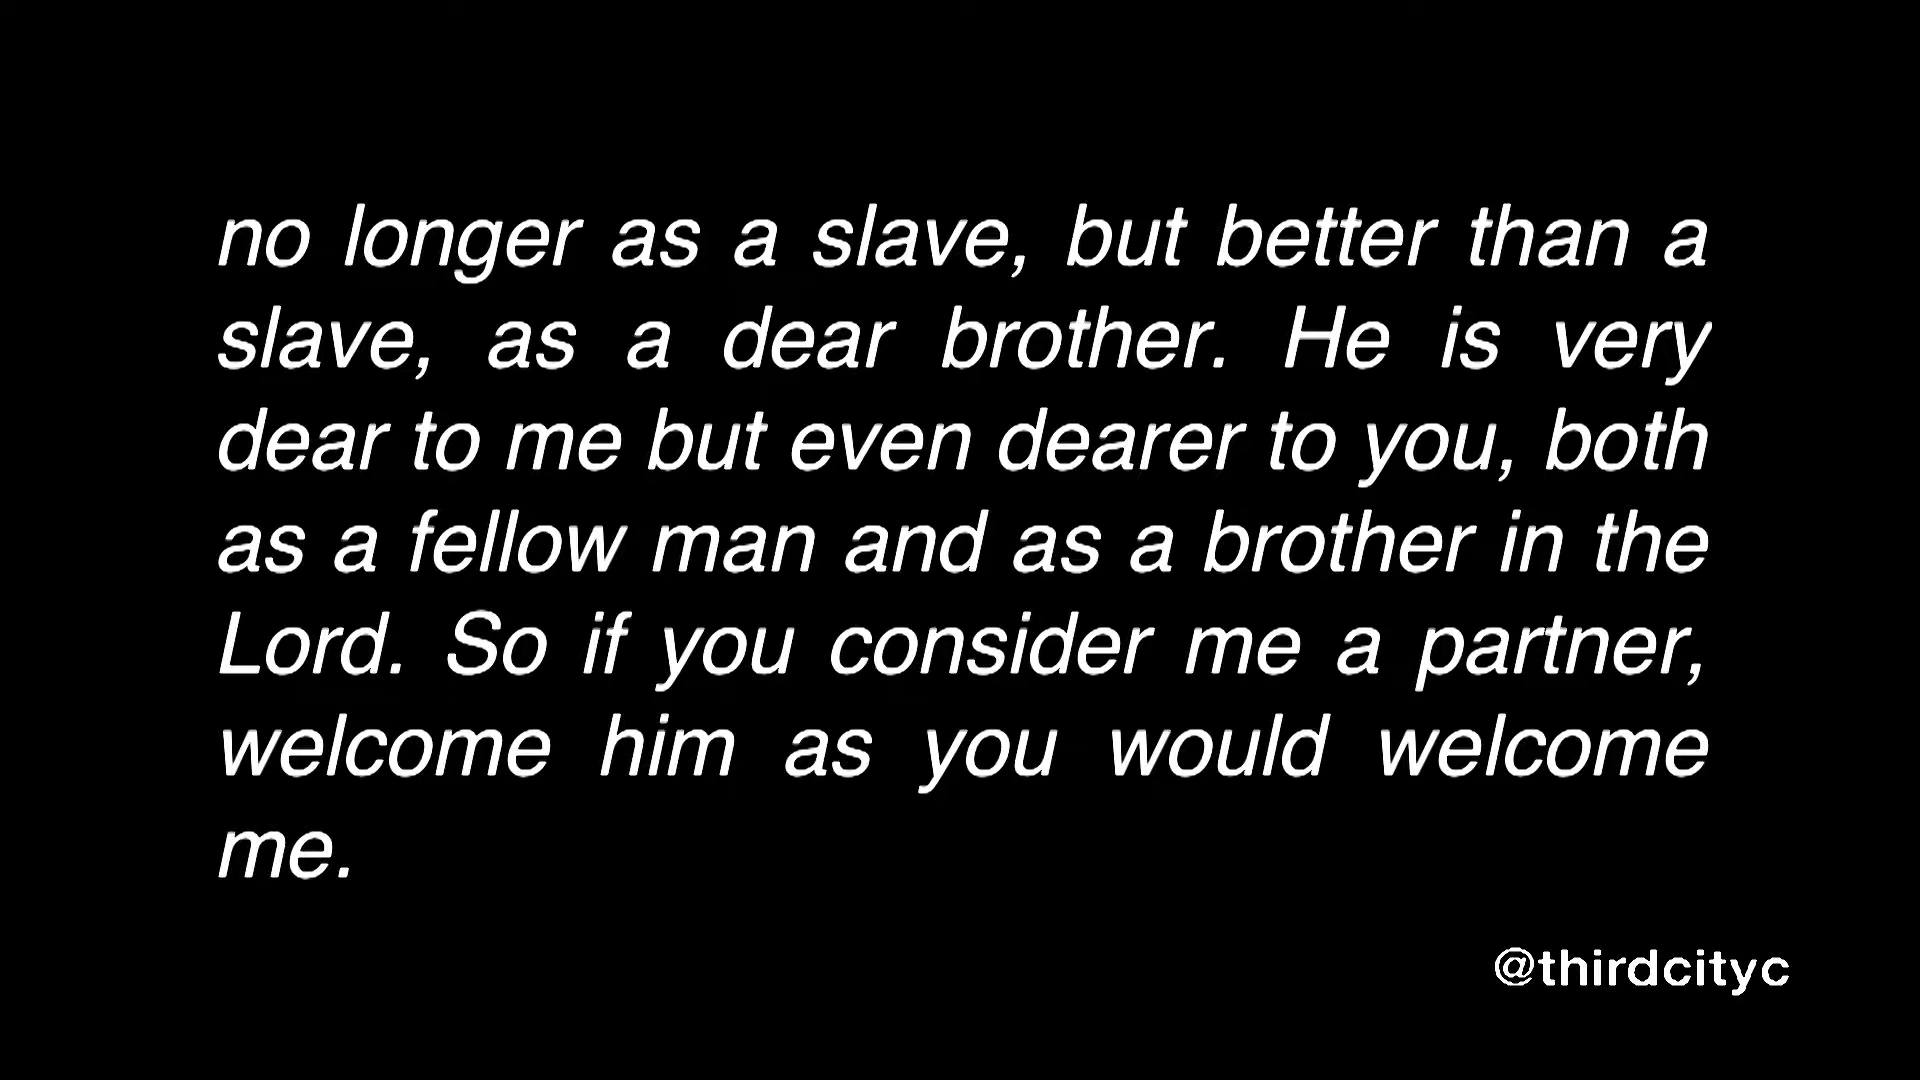 no longer as a slave, but better than a
slave, as a dear brother. He is very
dear to me but even dearer to you, both
as a fellow man and as a brother in the
Lord. So if you consider me a partner,
welcome him as you would welcome
me.
@thirdcityc